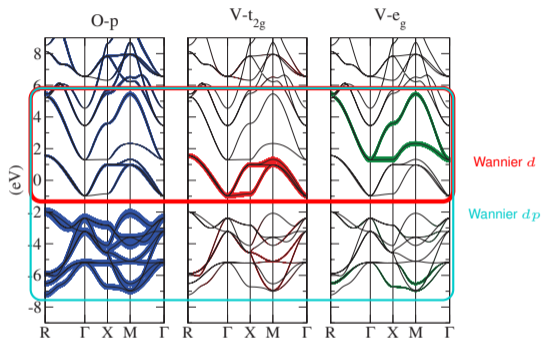 O-p
V-t2g
V-eg
8
6
4
2
0
-2
-4
-6
-8
(eV)
Wannier d
Wannier dp
R Γ X M Γ
R Γ X M Γ
R Γ X M Γ